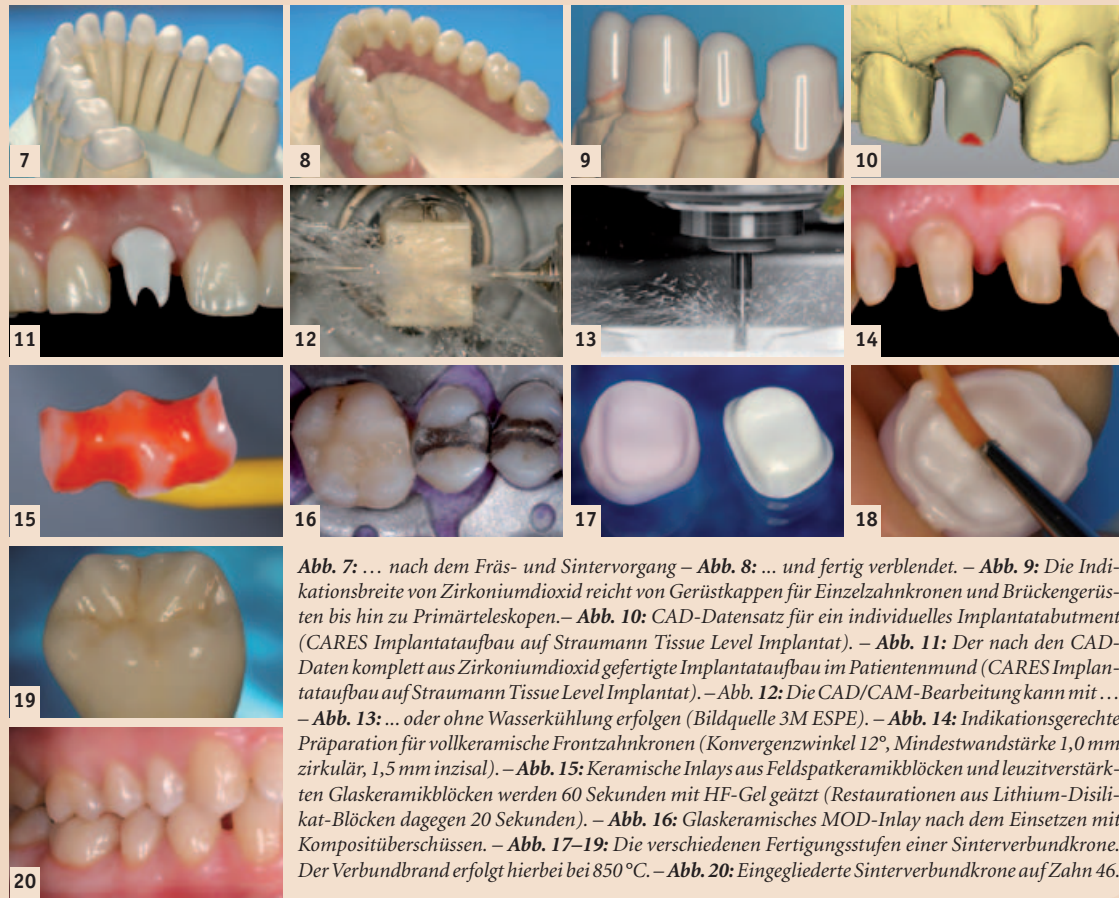 7
8
9
10
11
12
13
14
15
16
17
18
19
20
Abb. 7: … nach dem Fräs- und Sintervorgang – Abb. 8: ... und fertig verblendet. – Abb. 9: Die Indi-
kationsbreite von Zirkoniumdioxid reicht von Gerüstkappen für Einzelzahnkronen und Brückengerüs-
ten bis hin zu Primärteleskopen.– Abb. 10: CAD-Datensatz für ein individuelles Implantatabutment
(CARES Implantataufbau auf Straumann Tissue Level Implantat). – Abb. 11: Der nach den CAD-
Daten komplett aus Zirkoniumdioxid gefertigte Implantataufbau im Patientenmund (CARES Implan-
tataufbau auf Straumann Tissue Level Implantat). – Abb. 12: Die CAD/CAM-Bearbeitung kann mit …
– Abb. 13: ... oder ohne Wasserkühlung erfolgen (Bildquelle 3M ESPE). – Abb. 14: Indikationsgerechte
Präparation für vollkeramische Frontzahnkronen (Konvergenzwinkel 12°, Mindestwandstärke 1,0 mm
zirkulär, 1,5 mm inzisal). – Abb. 15: Keramische Inlays aus Feldspatkeramikblöcken und leuzitverstärk-
ten Glaskeramikblöcken werden 60 Sekunden mit HF-Gel geätzt (Restaurationen aus Lithium-Disili-
kat-Blöcken dagegen 20 Sekunden). – Abb. 16: Glaskeramisches MOD-Inlay nach dem Einsetzen mit
Kompositüberschüssen. – Abb. 17–19: Die verschiedenen Fertigungsstufen einer Sinterverbundkrone.
Der Verbundbrand erfolgt hierbei bei 850 °C. – Abb. 20: Eingegliederte Sinterverbundkrone auf Zahn 46.